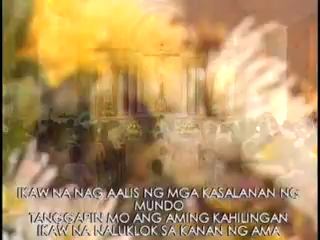 IKAW NA NAG AALIS NG MGA KASALANAN NG
MUNDO
TANGGAPIN MO ANG AMING KAHILINGAN
IKAW NA NALUKLOK SA KANAN NG AMA